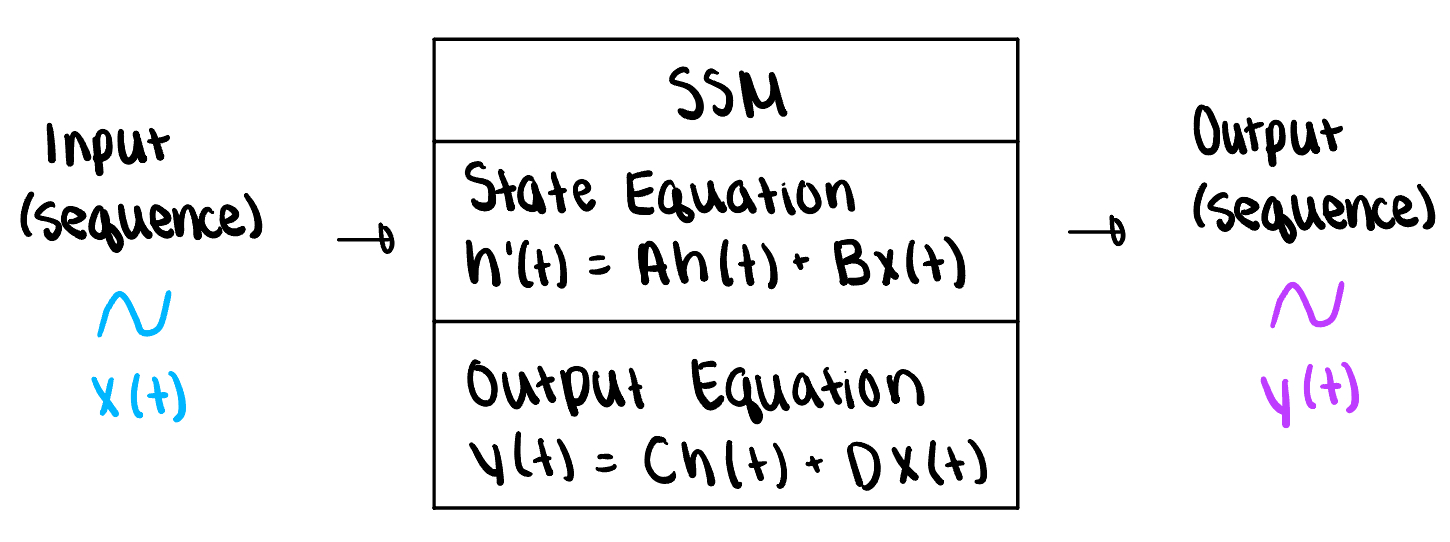 Input
(sequence)
x(t)
SSM
State Equation
h'(t) = Ah(t) + Bx(t)
Output Equation
y(t) = Ch(t) + Dx(t)
Output
(sequence)
y(t)